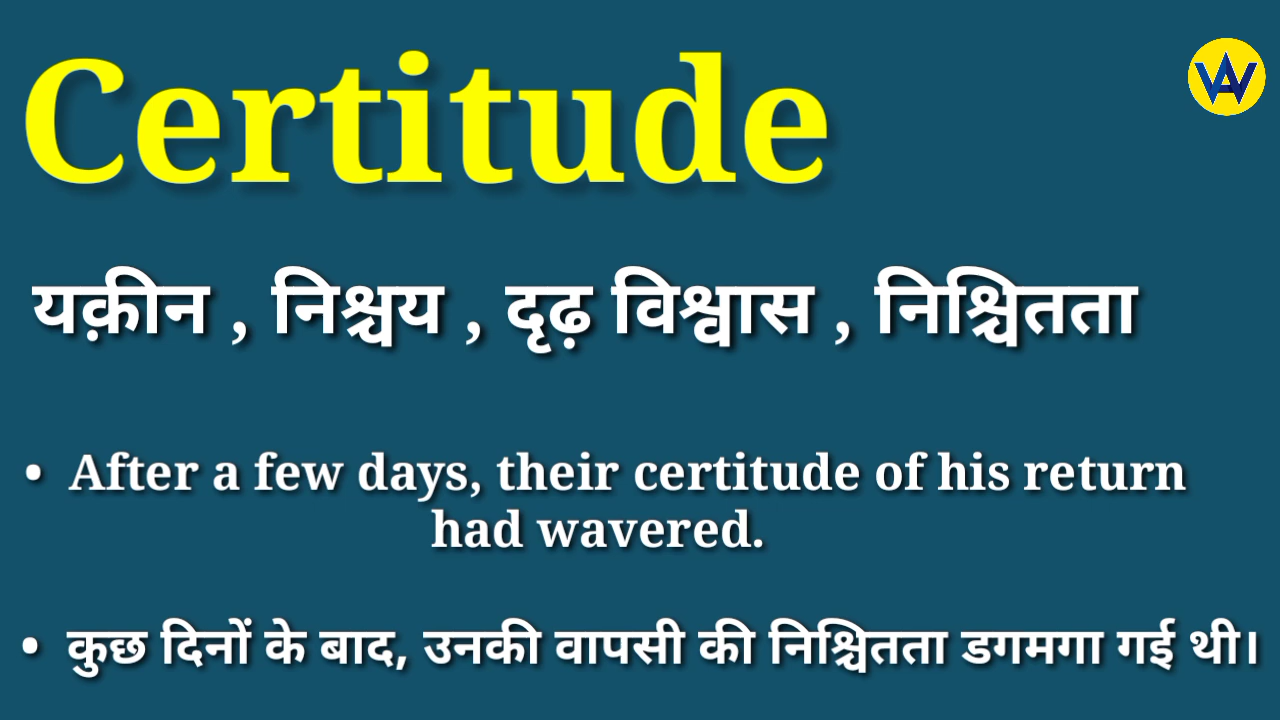 Certitude
यक़ीन , निश्चय , दृढ़ विश्वास , निश्चितता
• After a few days, their certitude of his return
had wavered.
• कुछ दिनों के बाद, उनकी वापसी की निश्चितता डगमगा गई थी।